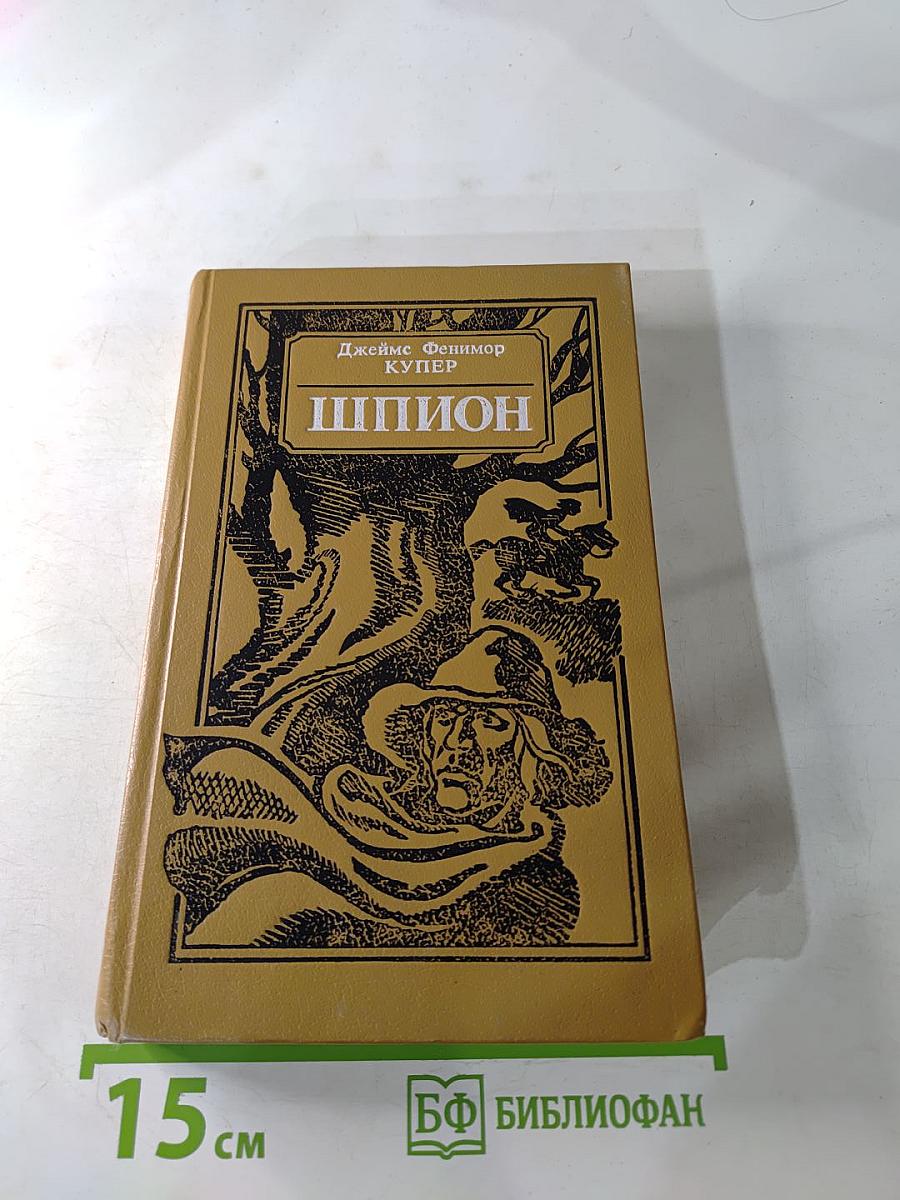 Джеймс Фенимор
КУПЕР
ШПИОН
15 см
БФ БИБЛИОФАН